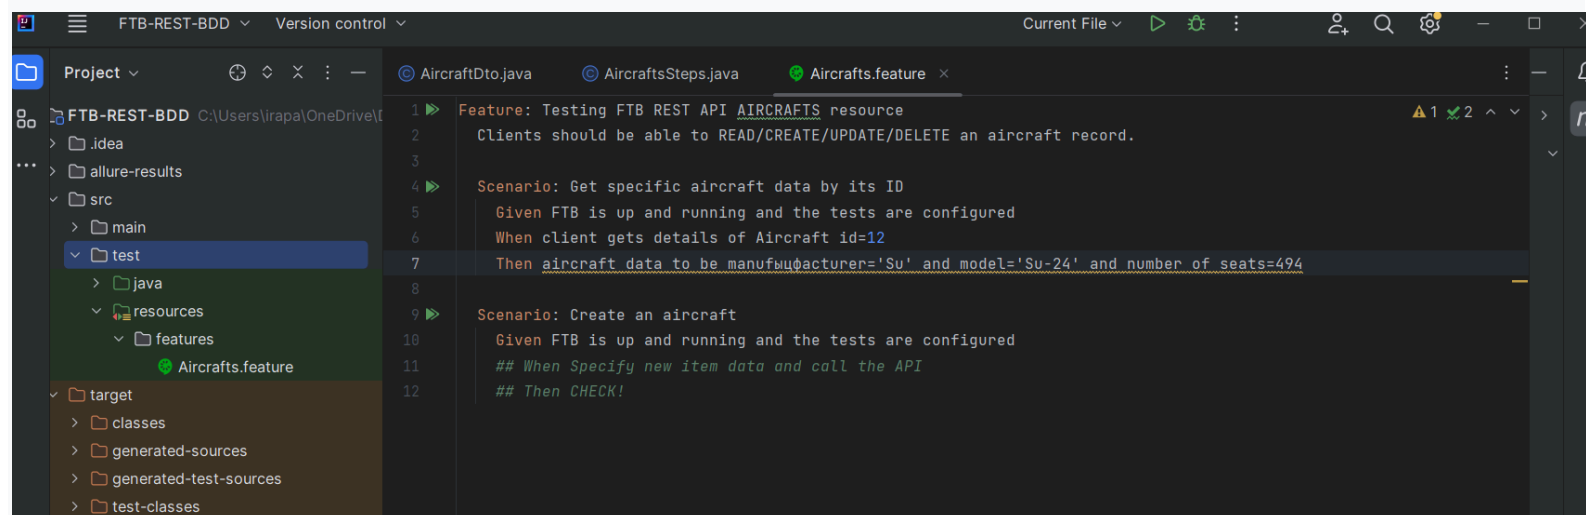 FTB-REST-BDD Version control Current File
Project AircraftDto.java AircraftsSteps.java Aircrafts.feature
FTB-REST-BDD C:\Users\irapa\OneDrive\
.idea
allure-results
src
main
test
java
resources
features
Aircrafts.feature
target
classes
generated-sources
generated-test-sources
test-classes
1 Feature: Testing FTB REST API AIRCRAFTS resource
2 Clients should be able to READ/CREATE/UPDATE/DELETE an aircraft record.
3
4 Scenario: Get specific aircraft data by its ID
5 Given FTB is up and running and the tests are configured
6 When client gets details of Aircraft id=12
7 Then aircraft data to be manufыцфacturer='Su' and model='Su-24' and number of seats=494
8
9 Scenario: Create an aircraft
10 Given FTB is up and running and the tests are configured
11 ## When Specify new item data and call the API
12 ## Then CHECK!
1 2